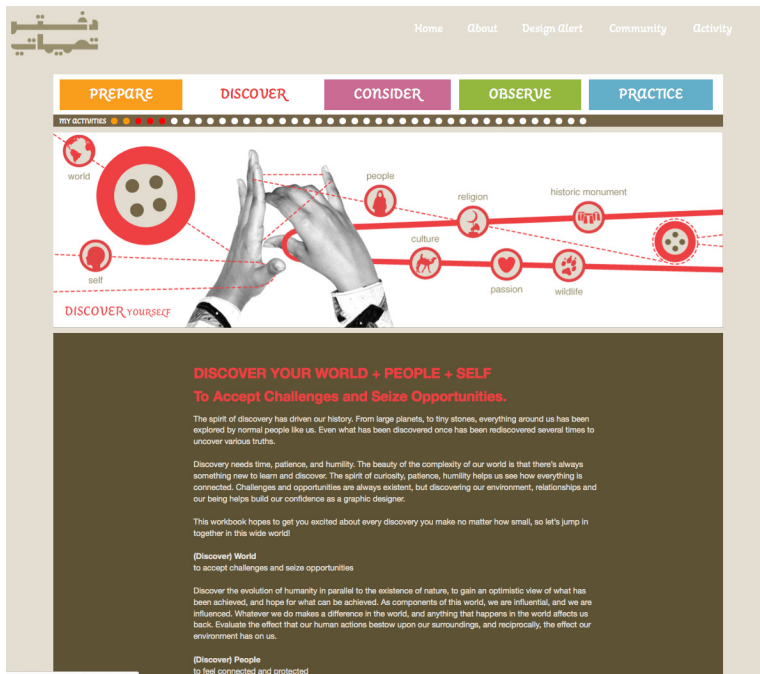 دفتر
Home About Design Alert Community Activity
PREPARE DISCOVER CONSIDER OBSERVE PRACTICE
MY ACTIVITIES
world
people
religion
historic monument
culture
self
passion
wildlife
DISCOVER YOURSELF
DISCOVER YOUR WORLD + PEOPLE + SELF
To Accept Challenges and Seize Opportunities.
The spirit of discovery has driven our history. From large planets, to tiny stones, everything around us has been
explored by normal people like us. Even what has been discovered once has been rediscovered several times to
uncover various truths.
Discovery needs time, patience, and humility. The beauty of the complexity of our world is that there's always
something new to learn and discover. The spirit of curiosity, patience, humility helps us see how everything is
connected. Challenges and opportunities are always existent, but discovering our environment, relationships and
our being helps build our confidence as a graphic designer.
This workbook hopes to get you excited about every discovery you make no matter how small, so let's jump in
together in this wide world!
(Discover) World
to accept challenges and seize opportunities
Discover the evolution of humanity in parallel to the existence of nature, to gain an optimistic view of what has
been achieved, and hope for what can be achieved. As components of this world, we are influential, and we are
influenced. Whatever we do makes a difference in the world, and anything that happens in the world affects us
back. Evaluate the effect that our human actions bestow upon our surroundings, and reciprocally, the effect our
environment has on us.
(Discover) People
to feel connected and protected